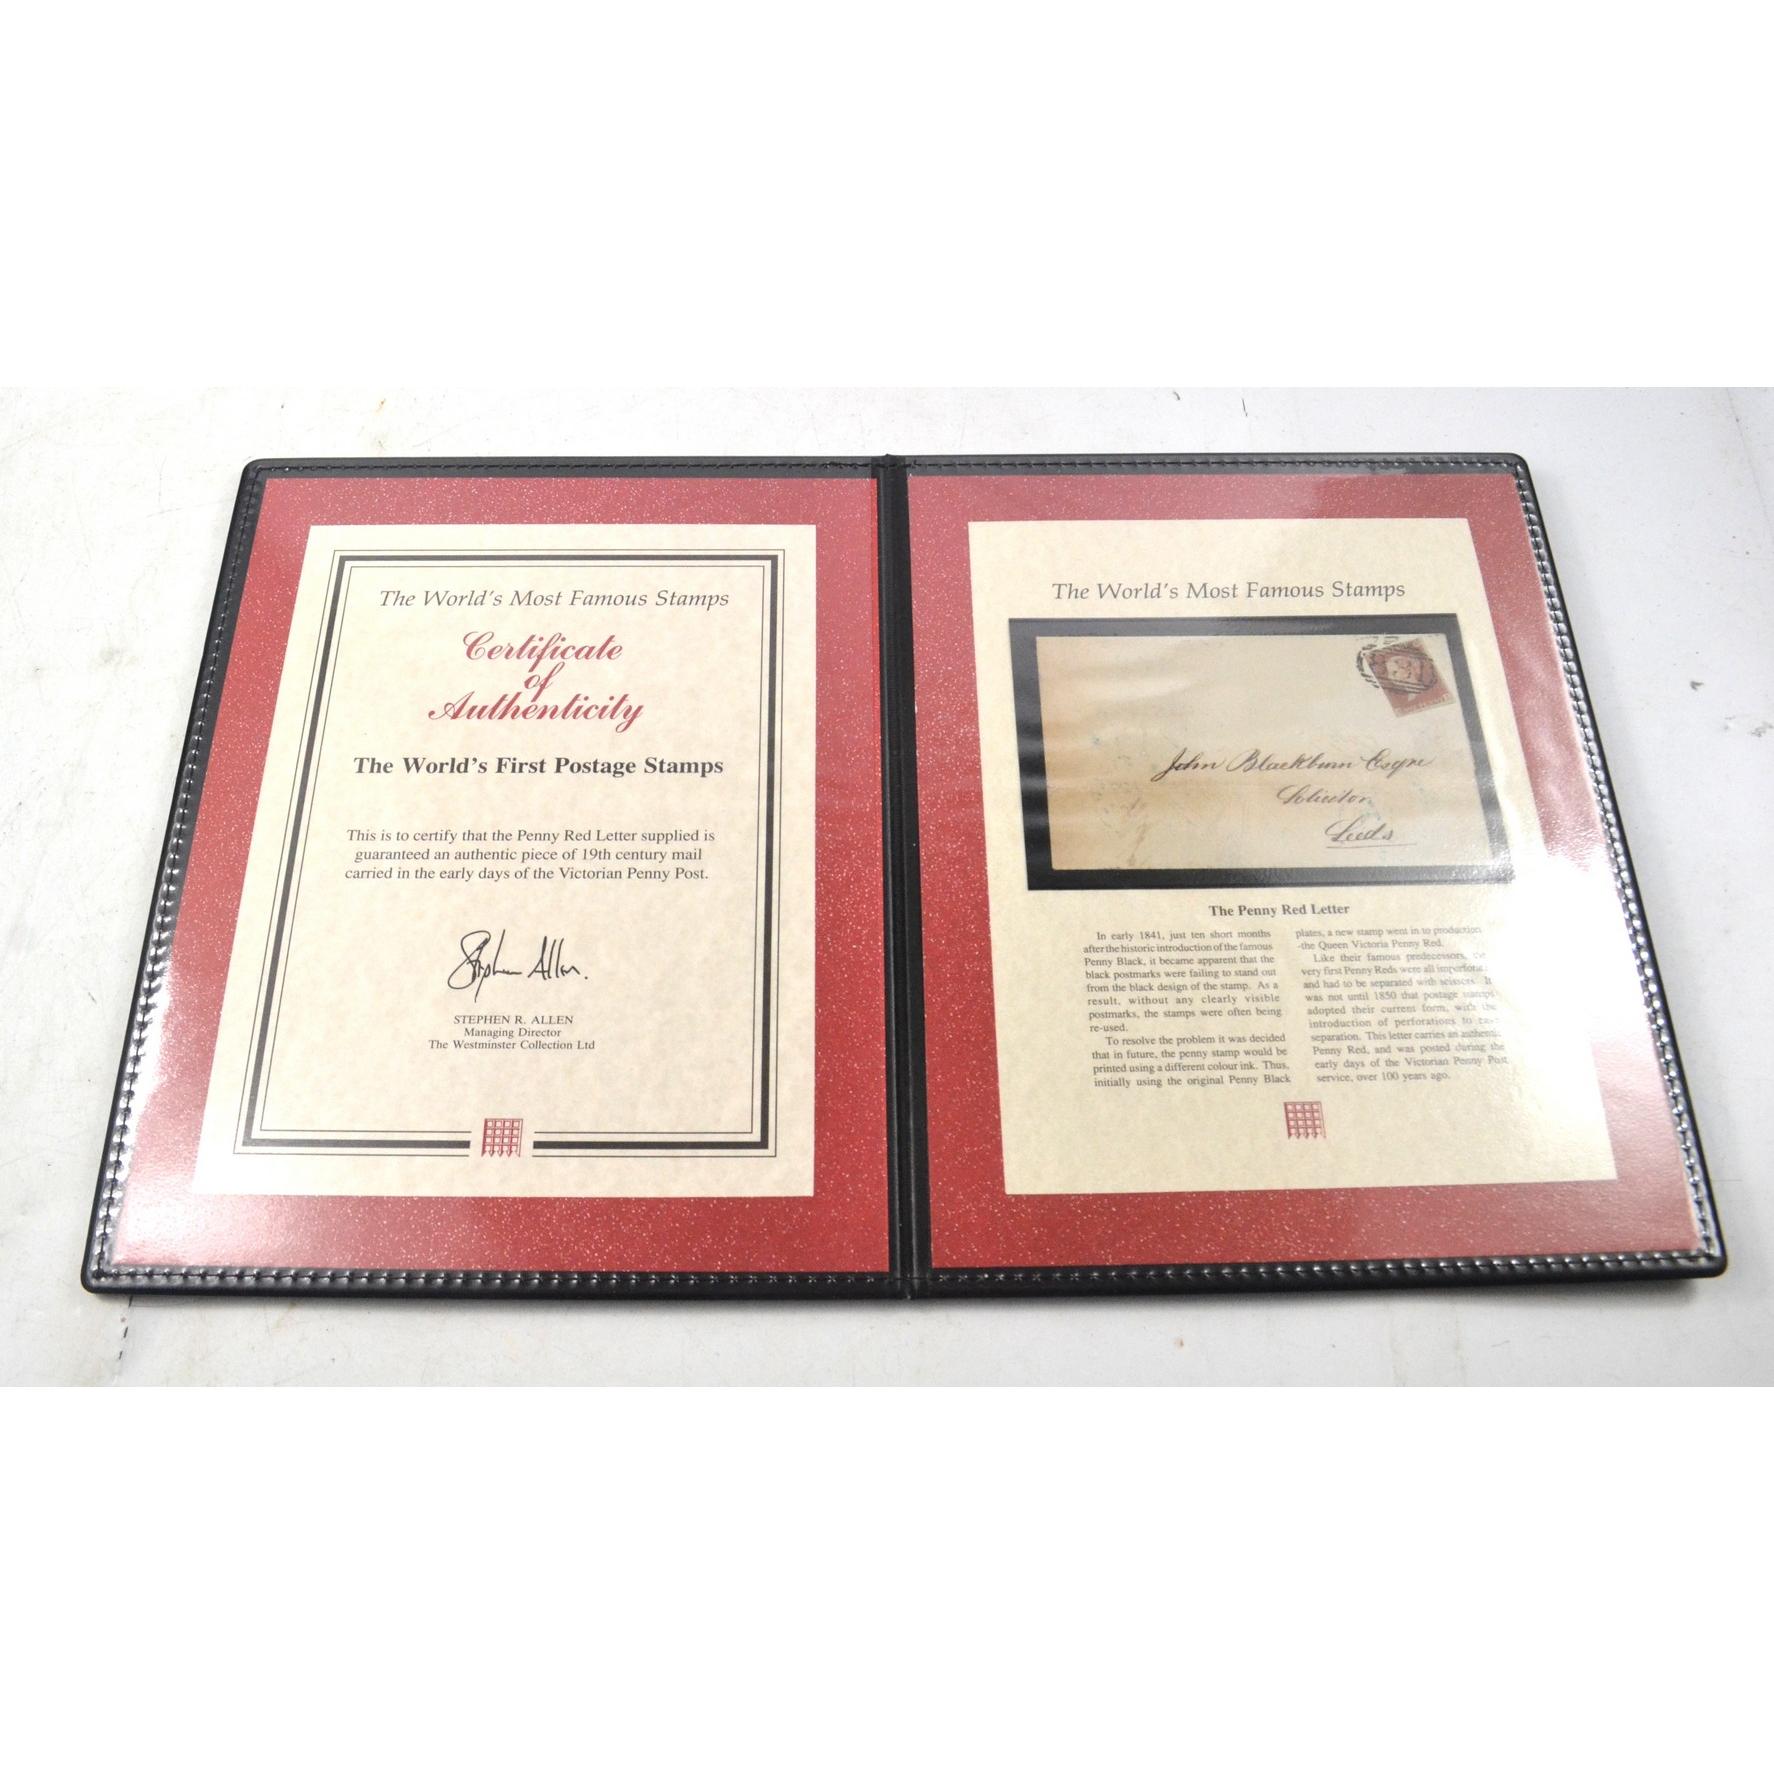 The World's Most Famous Stamps
Certificate
of
Authenticity
The World's First Postage Stamps
This is to certify that the Penny Red Letter supplied is
guaranteed an authentic piece of 19th century mail
carried in the early days of the Victorian Penny Post.
Stephen Allen.
STEPHEN R. ALLEN
Managing Director
The Westminster Collection Ltd
The World's Most Famous Stamps
John Blackburn Esqre
Solicitor
Leeds
The Penny Red Letter
In early 1841, just ten short months
after the historic introduction of the famous
Penny Black, it became apparent that the
black postmarks were failing to stand out
from the black design of the stamp. As a
result, without any clearly visible
postmarks, the stamps were often being
re-used.
To resolve the problem it was decided
that in future, the penny stamp would be
printed using a different colour ink. Thus,
initially using the original Penny Black
plates, a new stamp went in to production
-the Queen Victoria Penny Red.
Like their famous predecessors, the
very first Penny Reds were all imperforate
and had to be separated with scissors. It
was not until 1850 that postage stamps
adopted their current form, with the
introduction of perforations to ease
separation. This letter carries an authentic
Penny Red, and was posted during the
early days of the Victorian Penny Post
service, over 100 years ago.